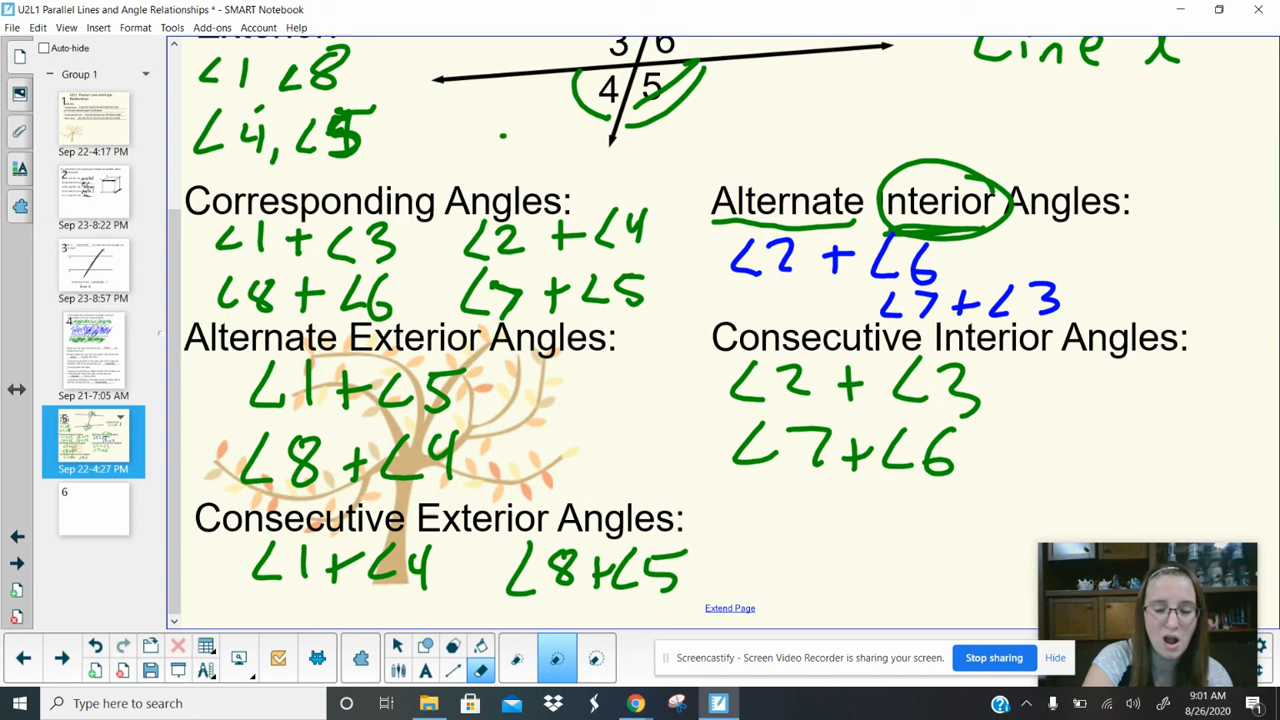 U2L1 Parallel Lines and Angle Relationships * - SMART Notebook
File Edit View Insert Format Tools Add-ons Account Help
Auto-hide
Group 1
1
Sep 22-4:17 PM
2
Sep 23-8:22 PM
3
Sep 23-8:57 PM
4
Sep 21-7:05 AM
Sep 22-4:27 PM
6
3 6
4 5
Line l
∠1 ∠8
∠4, ∠5
Corresponding Angles:
∠1 + ∠3 ∠2 + ∠4
∠8 + ∠6 ∠7 + ∠5
Alternate Interior Angles:
∠2 + ∠6
∠7 + ∠3
Alternate Exterior Angles:
∠1 + ∠5
∠8 + ∠4
Consecutive Interior Angles:
∠2 + ∠3
∠7 + ∠6
Consecutive Exterior Angles:
∠1 + ∠4 ∠8 + ∠5
Extend Page
Screencastify - Screen Video Recorder is sharing your screen. Stop sharing Hide
Type here to search
9:01 AM
8/26/2020